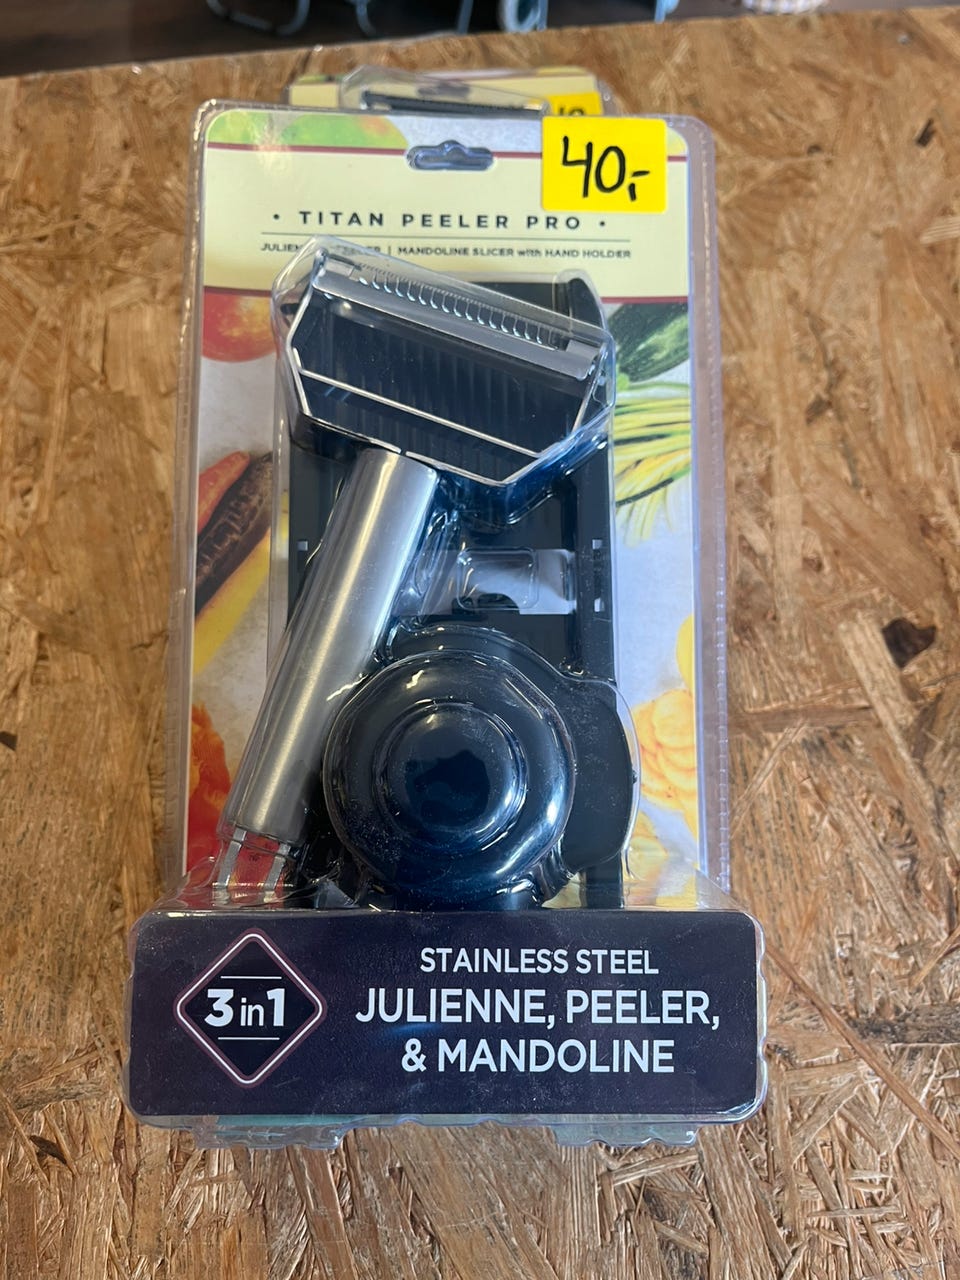 40,-
• TITAN PEELER PRO •
| MANDOLINE SLICER with HAND HOLDER
3 in 1
STAINLESS STEEL
JULIENNE, PEELER,
& MANDOLINE